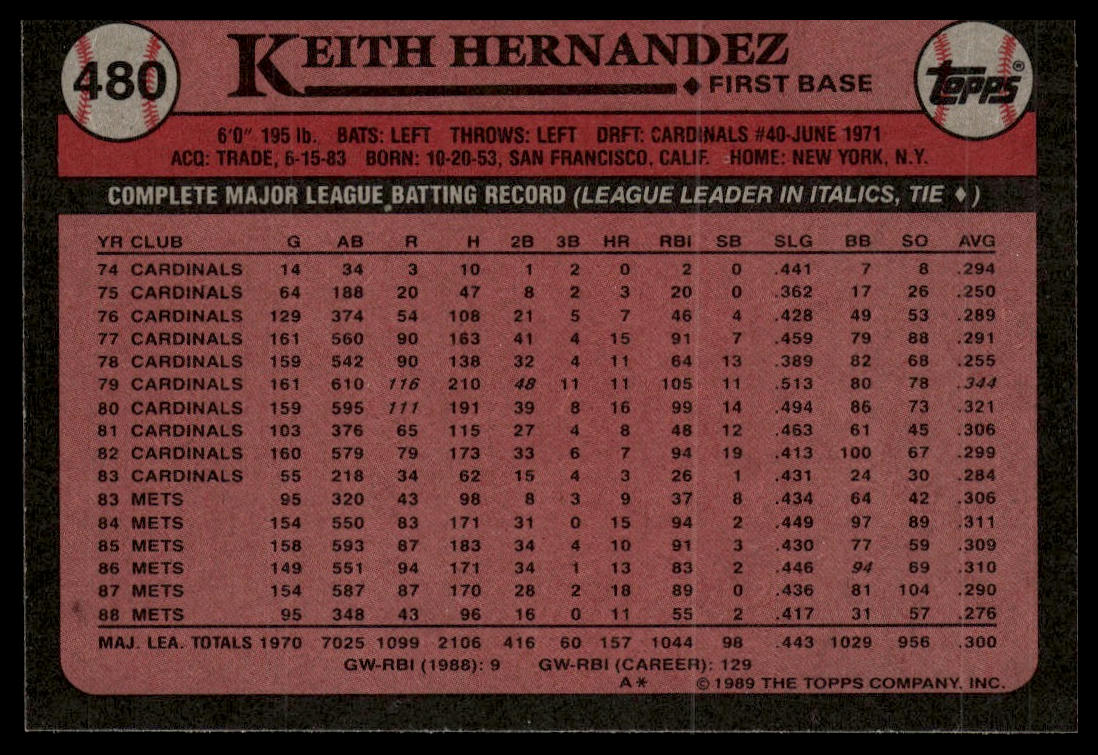 480
KEITH HERNANDEZ
FIRST BASE
Topps®
6'0" 195 lb. BATS: LEFT THROWS: LEFT DRFT: CARDINALS #40-JUNE 1971
ACQ: TRADE, 6-15-83 BORN: 10-20-53, SAN FRANCISCO, CALIF. HOME: NEW YORK, N.Y.
COMPLETE MAJOR LEAGUE BATTING RECORD (LEAGUE LEADER IN ITALICS, TIE ♦)
YR CLUB G AB R H 2B 3B HR RBI SB SLG BB SO AVG
74 CARDINALS 14 34 3 10 1 2 0 2 0 .441 7 8 .294
75 CARDINALS 64 188 20 47 8 2 3 20 0 .362 17 26 .250
76 CARDINALS 129 374 54 108 21 5 7 46 4 .428 49 53 .289
77 CARDINALS 161 560 90 163 41 4 15 91 7 .459 79 88 .291
78 CARDINALS 159 542 90 138 32 4 11 64 13 .389 82 68 .255
79 CARDINALS 161 610 116 210 48 11 11 105 11 .513 80 78 .344
80 CARDINALS 159 595 111 191 39 8 16 99 14 .494 86 73 .321
81 CARDINALS 103 376 65 115 27 4 8 48 12 .463 61 45 .306
82 CARDINALS 160 579 79 173 33 6 7 94 19 .413 100 67 .299
83 CARDINALS 55 218 34 62 15 4 3 26 1 .431 24 30 .284
83 METS 95 320 43 98 8 3 9 37 8 .434 64 42 .306
84 METS 154 550 83 171 31 0 15 94 2 .449 97 89 .311
85 METS 158 593 87 183 34 4 10 91 3 .430 77 59 .309
86 METS 149 551 94 171 34 1 13 83 2 .446 94 69 .310
87 METS 154 587 87 170 28 2 18 89 0 .436 81 104 .290
88 METS 95 348 43 96 16 0 11 55 2 .417 31 57 .276
MAJ. LEA. TOTALS 1970 7025 1099 2106 416 60 157 1044 98 .443 1029 956 .300
GW-RBI (1988): 9 GW-RBI (CAREER): 129
A* © 1989 THE TOPPS COMPANY, INC.